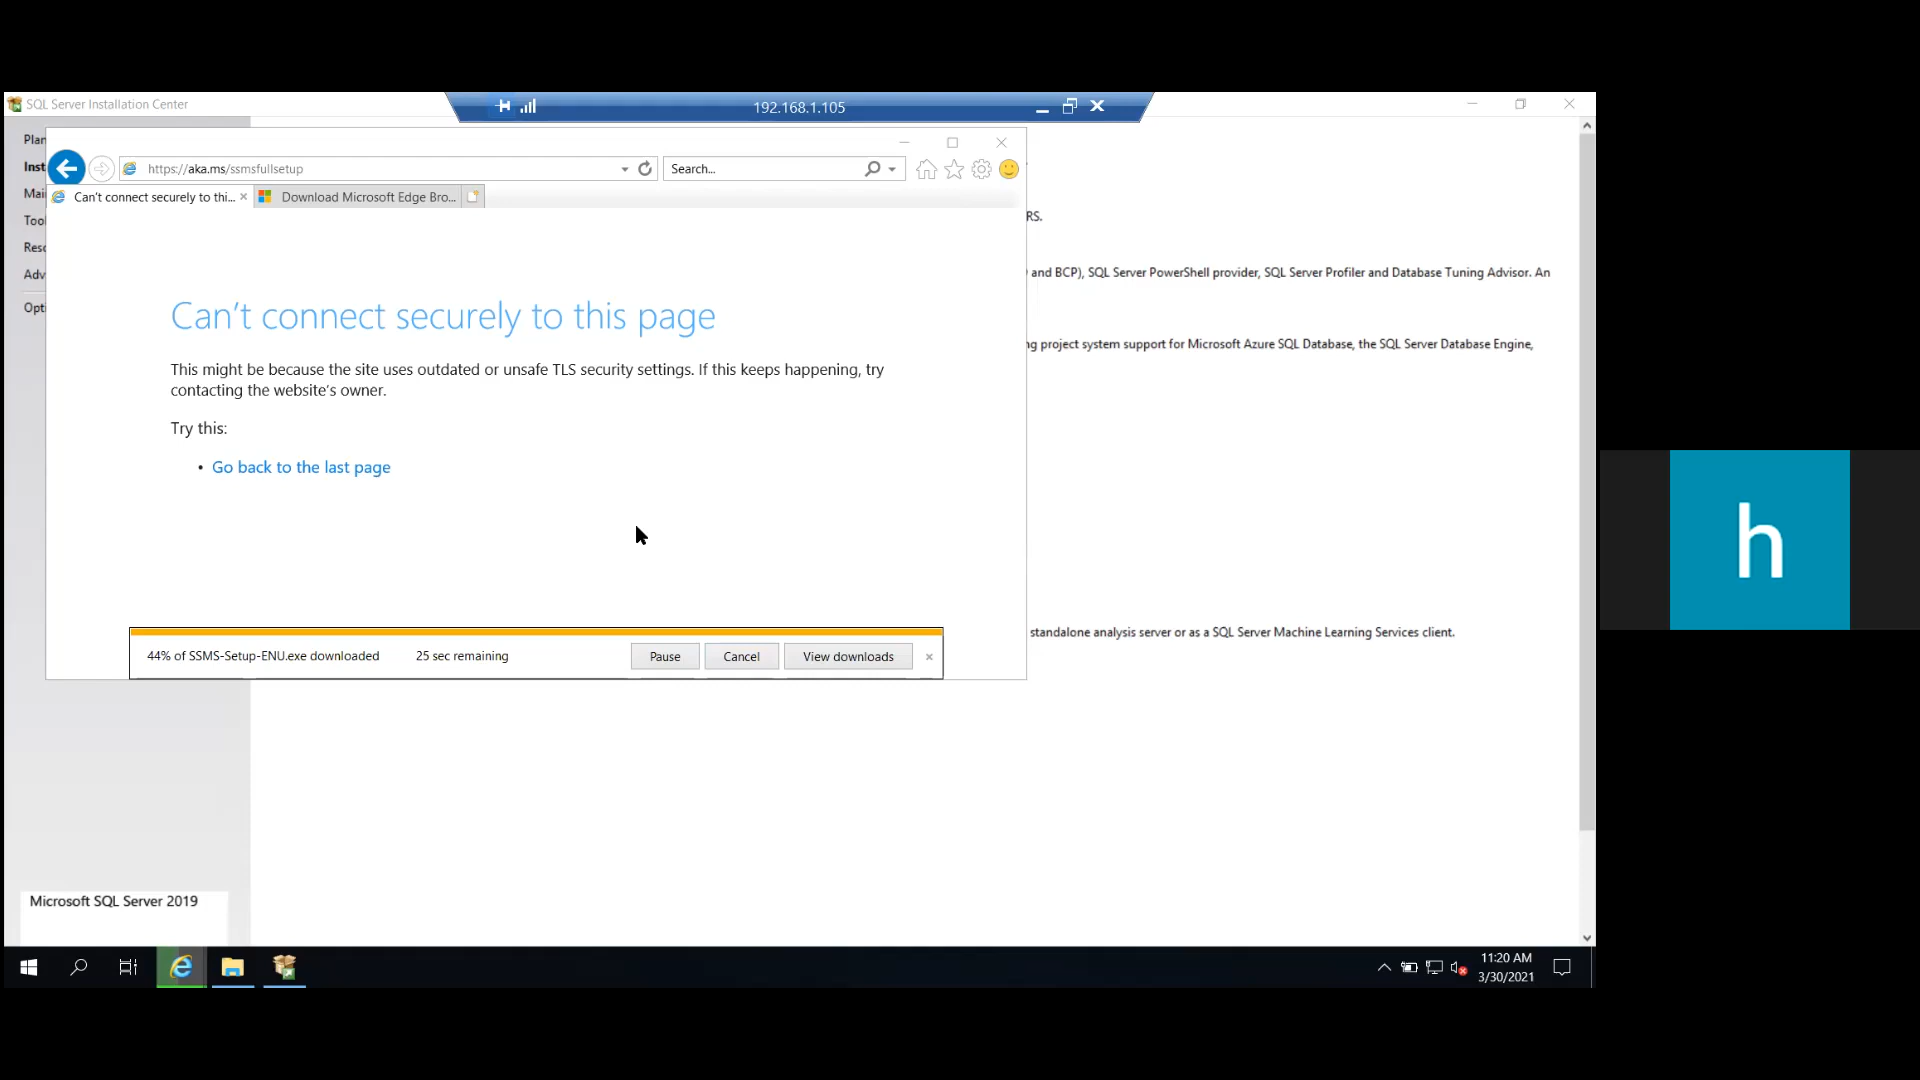 SQL Server Installation Center
192.168.1.105
Plan
Inst
Mai
Tool
Reso
Adv
Opti
https://aka.ms/ssmsfullsetup
Search...
Can't connect securely to thi...
Download Microsoft Edge Bro...
RS.
and BCP), SQL Server PowerShell provider, SQL Server Profiler and Database Tuning Advisor. An
ng project system support for Microsoft Azure SQL Database, the SQL Server Database Engine,
standalone analysis server or as a SQL Server Machine Learning Services client.
Can't connect securely to this page
This might be because the site uses outdated or unsafe TLS security settings. If this keeps happening, try
contacting the website's owner.
Try this:
• Go back to the last page
44% of SSMS-Setup-ENU.exe downloaded 25 sec remaining Pause Cancel View downloads
Microsoft SQL Server 2019
11:20 AM
3/30/2021
h